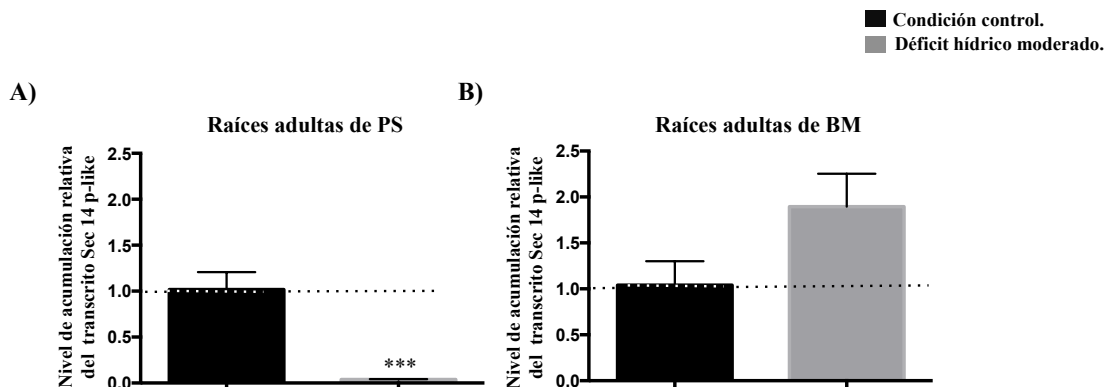 Condición control.
Déficit hídrico moderado.
A)
Raíces adultas de PS
Nivel de acumulación relativa
del transcrito Sec 14 p-like
2.5
2.0
1.5
1.0
0.5
0.0
***
B)
Raíces adultas de BM
Nivel de acumulación relativa
del transcrito Sec 14 p-like
2.5
2.0
1.5
1.0
0.5
0.0